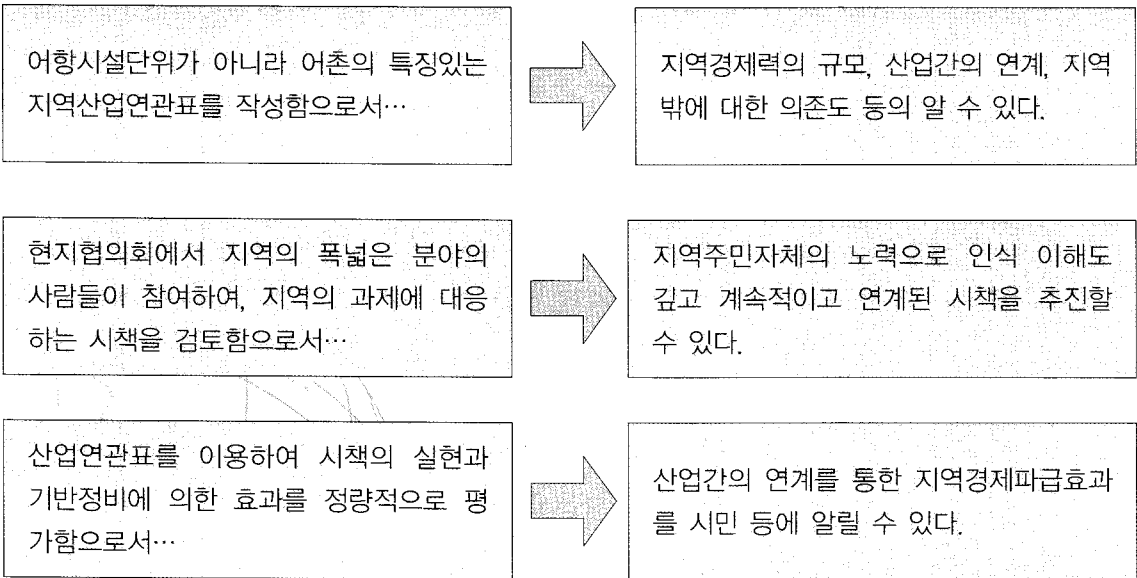 어항시설단위가 아니라 어촌의 특징있는
지역산업연관표를 작성함으로서…
지역경제력의 규모, 산업간의 연계, 지역
밖에 대한 의존도 등의 알 수 있다.
현지협의회에서 지역의 폭넓은 분야의
사람들이 참여하여, 지역의 과제에 대응
하는 시책을 검토함으로서…
지역주민자체의 노력으로 인식 이해도
깊고 계속적이고 연계된 시책을 추진할
수 있다.
산업연관표를 이용하여 시책의 실현과
기반정비에 의한 효과를 정량적으로 평
가함으로서…
산업간의 연계를 통한 지역경제파급효과
를 시민 등에 알릴 수 있다.